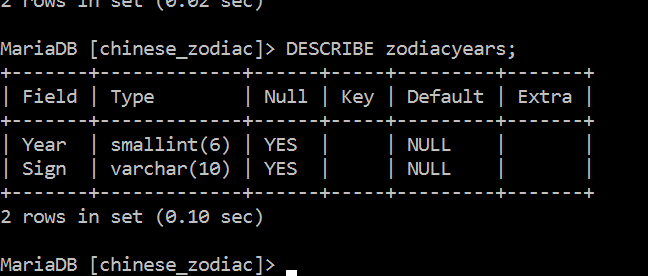 2 rows in set (0.02 sec)
MariaDB [chinese_zodiac]> DESCRIBE zodiacyears;
+-------+-------------+------+-----+---------+-------+
| Field | Type        | Null | Key | Default | Extra |
+-------+-------------+------+-----+---------+-------+
| Year  | smallint(6) | YES  |     | NULL    |       |
| Sign  | varchar(10) | YES  |     | NULL    |       |
+-------+-------------+------+-----+---------+-------+
2 rows in set (0.10 sec)
MariaDB [chinese_zodiac]>